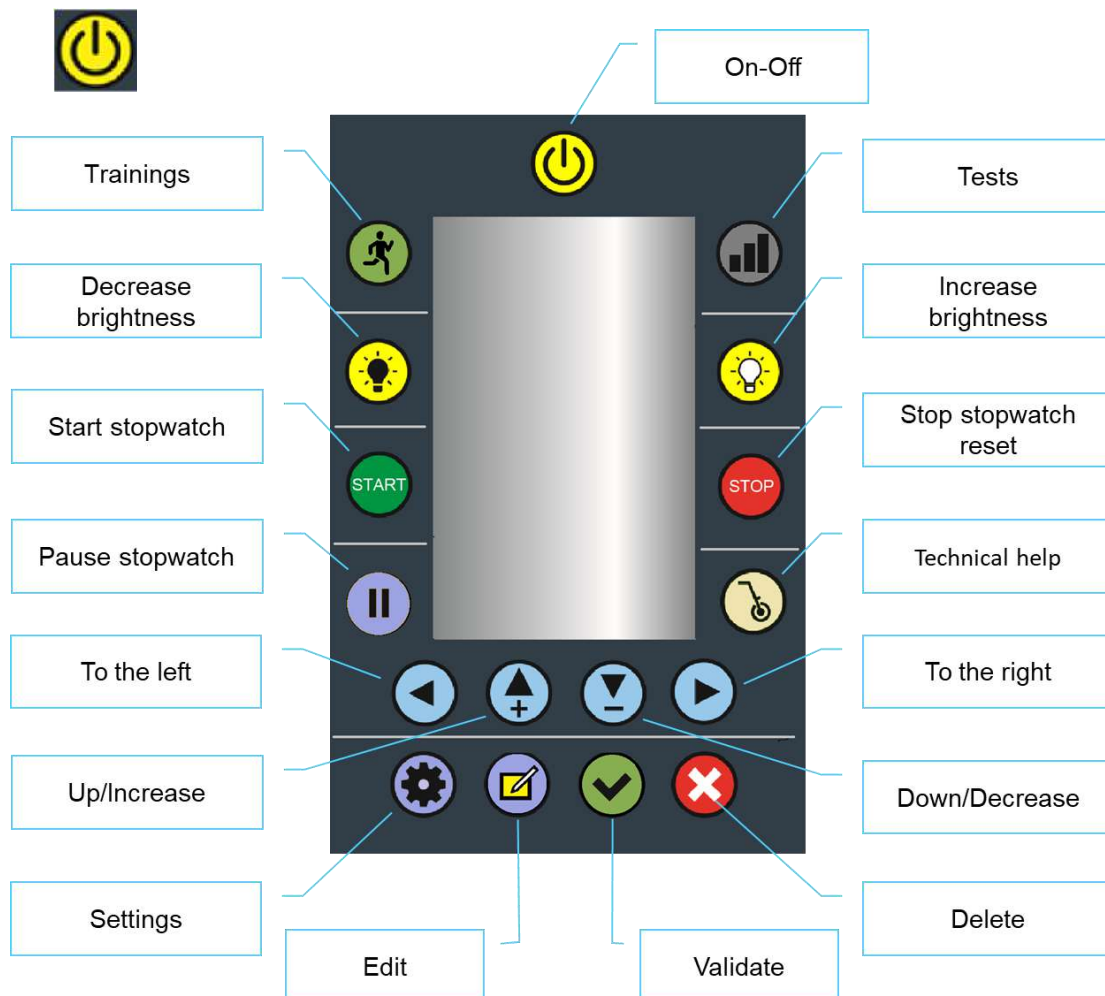 On-Off
Trainings
Tests
Decrease
brightness
Increase
brightness
Start stopwatch
START
STOP
Stop stopwatch
reset
Pause stopwatch
Technical help
To the left
To the right
Up/Increase
+
−
Down/Decrease
Settings
Delete
Edit
Validate